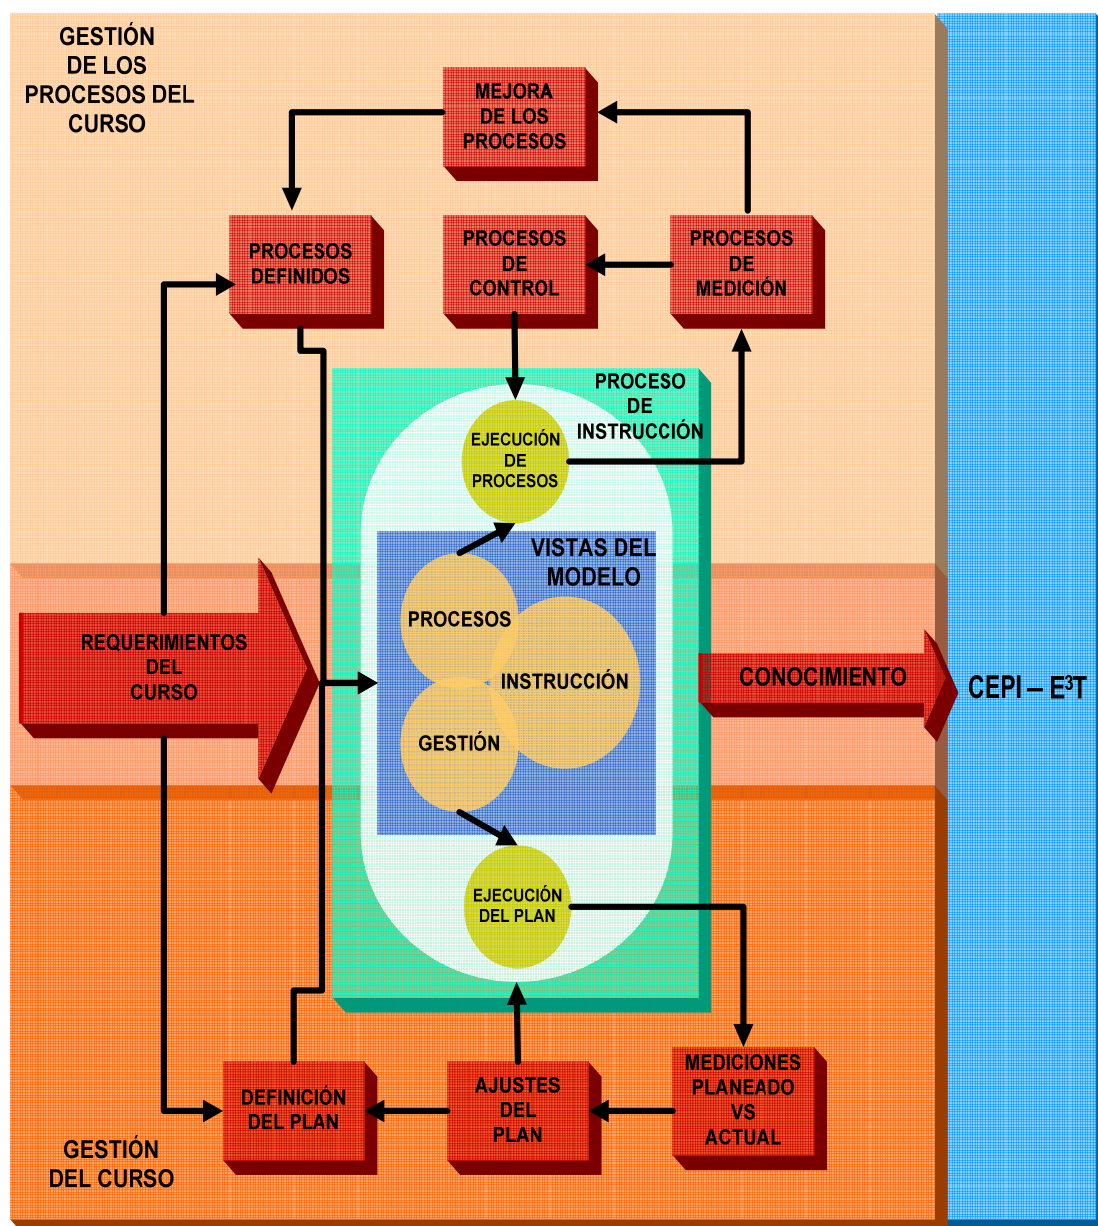 GESTIÓN
DE LOS
PROCESOS DEL
CURSO
MEJORA
DE LOS
PROCESOS
PROCESOS
DEFINIDOS
PROCESOS
DE
CONTROL
PROCESOS
DE
MEDICIÓN
PROCESO
DE
INSTRUCCIÓN
EJECUCIÓN
DE
PROCESOS
VISTAS DEL
MODELO
PROCESOS
INSTRUCCIÓN
GESTIÓN
REQUERIMIENTOS
DEL
CURSO
CONOCIMIENTO
CEPI – E³T
EJECUCIÓN
DEL PLAN
DEFINICIÓN
DEL PLAN
AJUSTES
DEL
PLAN
MEDICIONES
PLANEADO
VS
ACTUAL
GESTIÓN
DEL CURSO